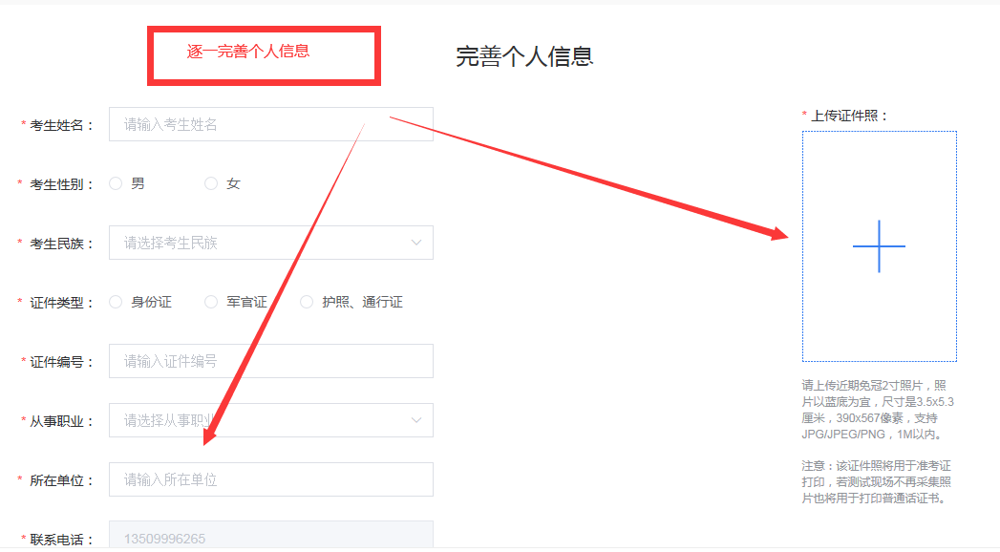 逐一完善个人信息
完善个人信息
* 考生姓名： 请输入考生姓名
* 考生性别： 男 女
* 考生民族： 请选择考生民族
* 证件类型： 身份证 军官证 护照、通行证
* 证件编号： 请输入证件编号
* 从事职业： 请选择从事职业
* 所在单位： 请输入所在单位
* 联系电话： 13509996265
* 上传证件照：
请上传近期免冠2寸照片，照
片以蓝底为宜，尺寸是3.5x5.3
厘米，390x567像素，支持
JPG/JPEG/PNG，1M以内。
注意：该证件照将用于准考证
打印，若测试现场不再采集照
片也将用于打印普通话证书。